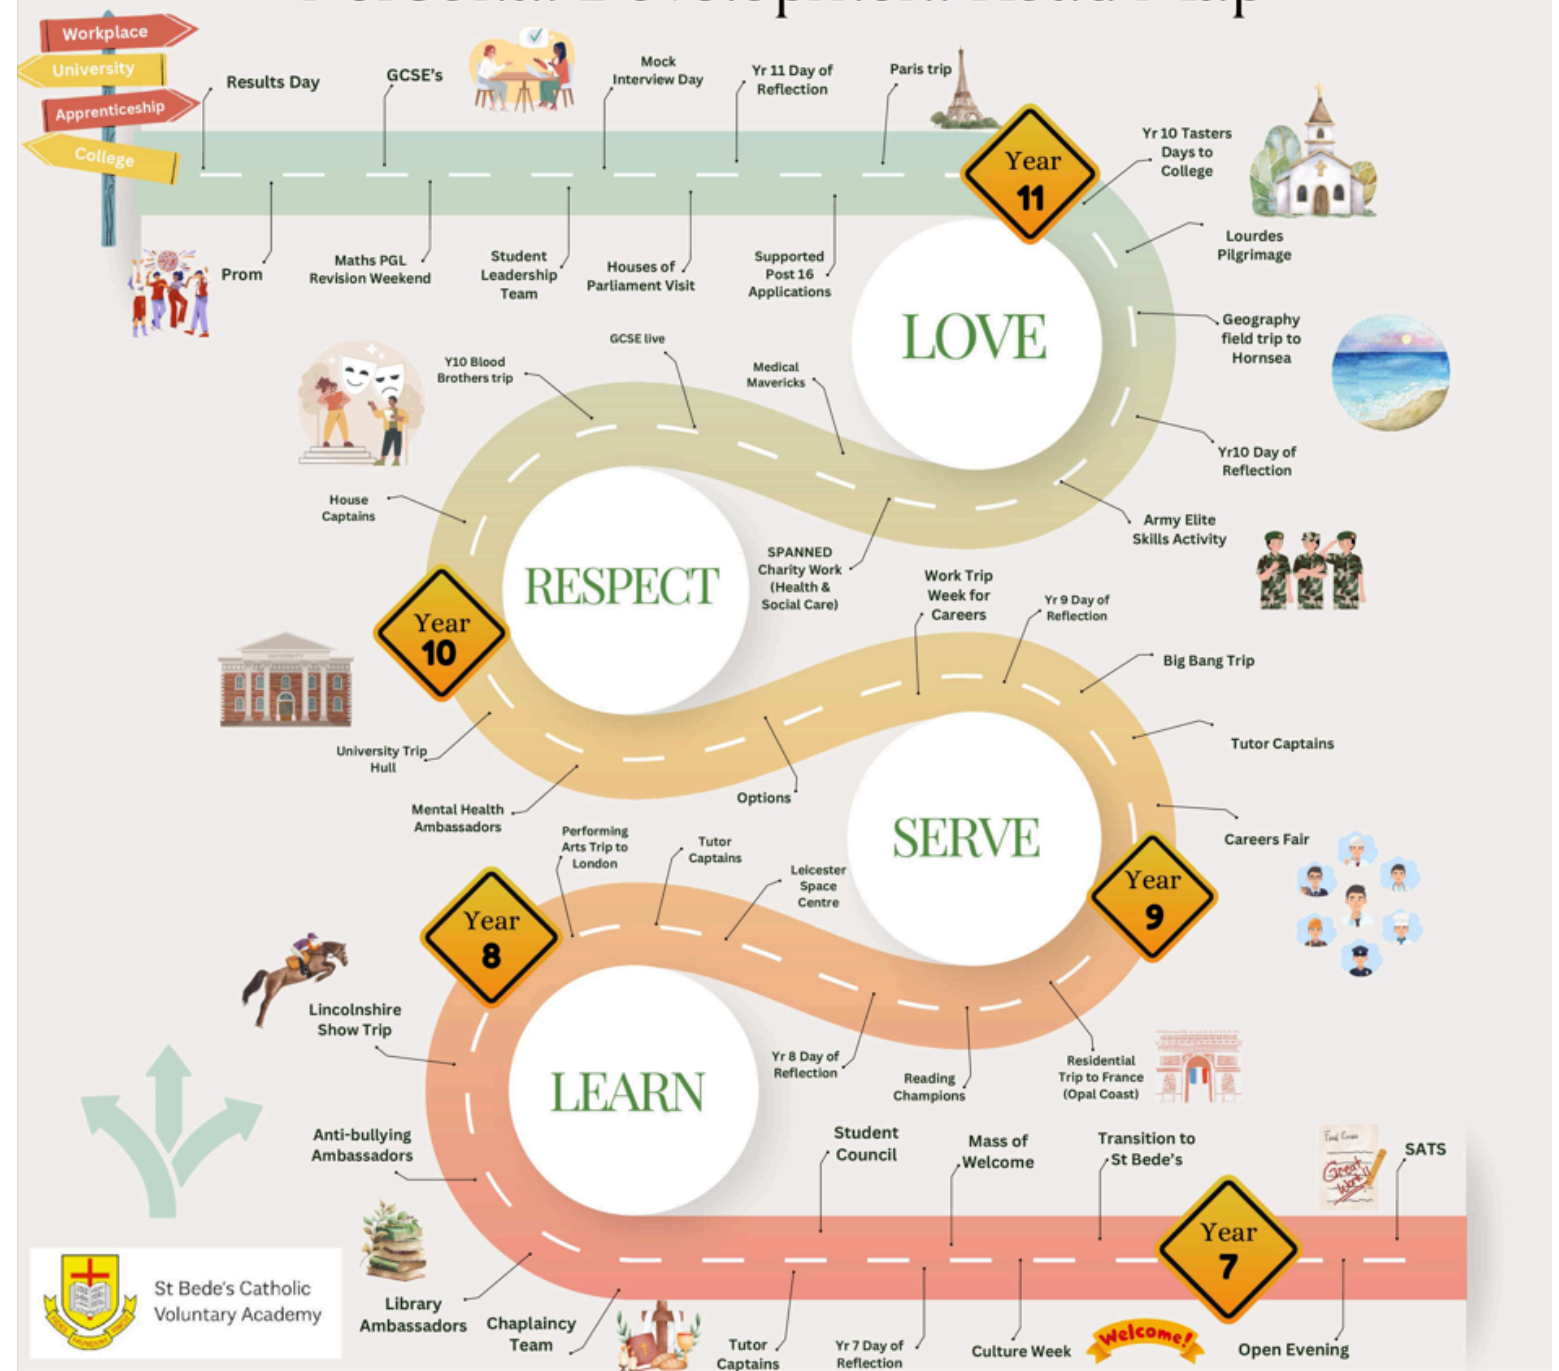 Personal Development Road Map
Workplace
University
Apprenticeship
College
Results Day
GCSE's
Mock
Interview Day
Yr 11 Day of
Reflection
Paris trip
Year
11
Yr 10 Tasters
Days to
College
Lourdes
Pilgrimage
Prom
Maths PGL
Revision Weekend
Student
Leadership
Team
Houses of
Parliament Visit
Supported
Post 16
Applications
LOVE
Geography
field trip to
Hornsea
Yr10 Day of
Reflection
Army Elite
Skills Activity
GCSE live
Y10 Blood
Brothers trip
Medical
Mavericks
House
Captains
SPANNED
Charity Work
(Health &
Social Care)
RESPECT
Year
10
UNIVERSITY
University Trip
Hull
Mental Health
Ambassadors
Options
Work Trip
Week for
Careers
Yr 9 Day of
Reflection
Big Bang Trip
Tutor Captains
Careers Fair
SERVE
Year
9
Performing
Arts Trip to
London
Tutor
Captains
Leicester
Space
Centre
Year
8
Yr 8 Day of
Reflection
Reading
Champions
Residential
Trip to France
(Opal Coast)
Lincolnshire
Show Trip
LEARN
Anti-bullying
Ambassadors
Library
Ambassadors
Chaplaincy
Team
Student
Council
Mass of
Welcome
Transition to
St Bede's
Great
Work!!
SATS
Year
7
Tutor
Captains
Yr 7 Day of
Reflection
Culture Week
Welcome!
Open Evening
St Bede's Catholic
Voluntary Academy